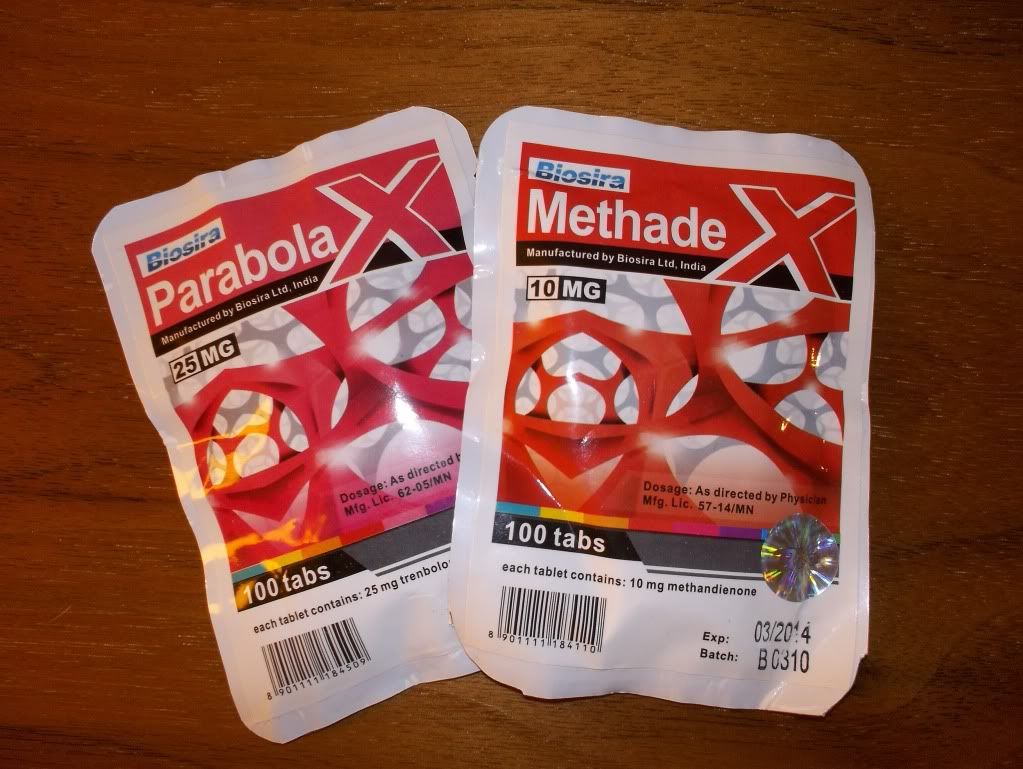 Biosira
Parabola X
Manufactured by Biosira Ltd, India
25 MG
Dosage: As directed
Mfg. Lic. 62-05/MN
100 tabs
each tablet contains: 25 mg
8 901111 184509
Biosira
Methade X
Manufactured by Biosira Ltd, India
10 MG
Dosage: As directed by Physician
Mfg. Lic. 57-14/MN
100 tabs
each tablet contains: 10 mg methandienone
8 901111 184110
Exp: 03/2014
Batch: B0310